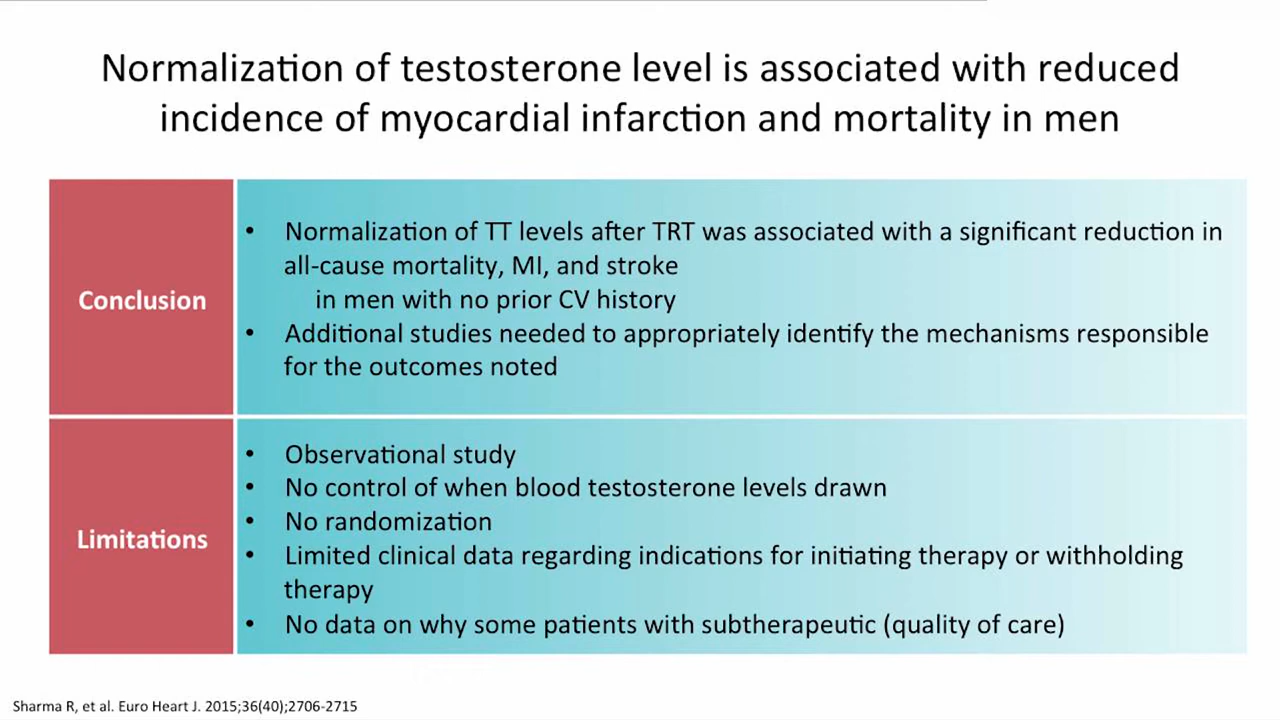 Normalization of testosterone level is associated with reduced
incidence of myocardial infarction and mortality in men
Conclusion
• Normalization of TT levels after TRT was associated with a significant reduction in
all-cause mortality, MI, and stroke
in men with no prior CV history
• Additional studies needed to appropriately identify the mechanisms responsible
for the outcomes noted
Limitations
• Observational study
• No control of when blood testosterone levels drawn
• No randomization
• Limited clinical data regarding indications for initiating therapy or withholding
therapy
• No data on why some patients with subtherapeutic (quality of care)
Sharma R, et al. Euro Heart J. 2015;36(40);2706-2715